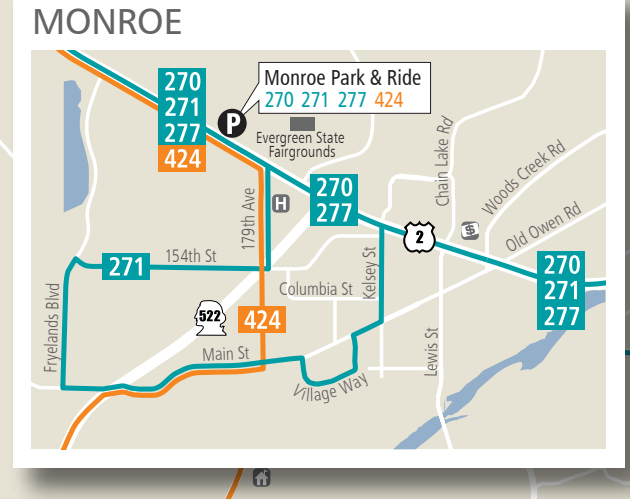 MONROE
270
271
277
424
P
Monroe Park & Ride
270 271 277 424
Evergreen State
Fairgrounds
H
179th Ave
270
277
Chain Lake Rd
Woods Creek Rd
Old Owen Rd
$
2
271
154th St
Kelsey St
Columbia St
270
271
277
Fryelands Blvd
522
424
Main St
Village Way
Lewis St